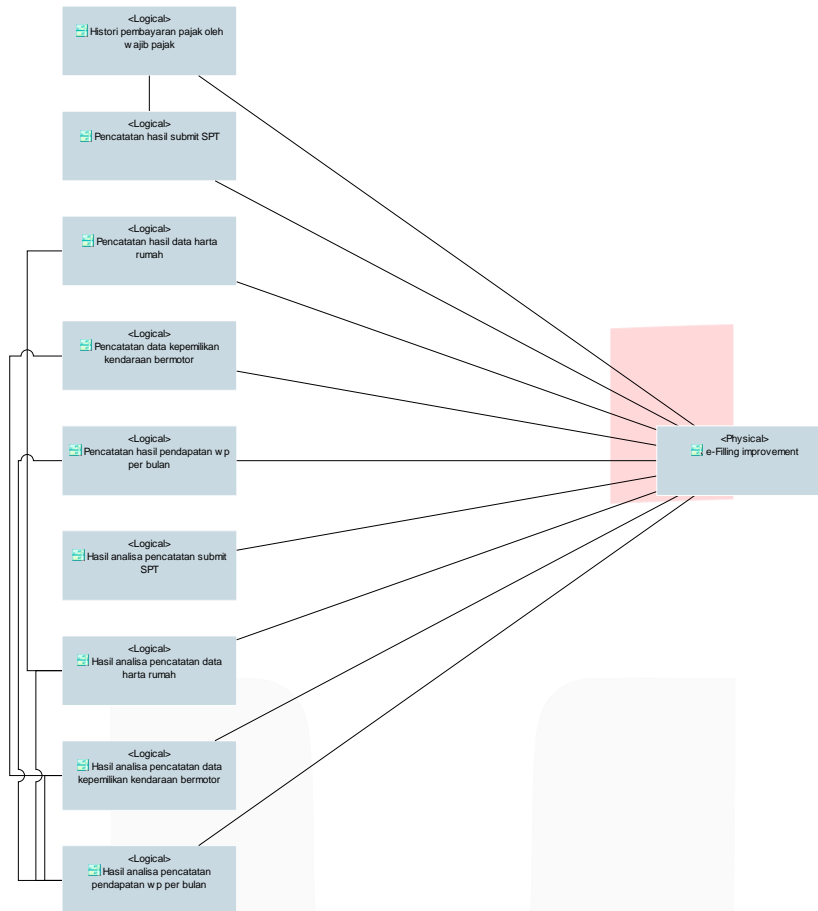 <Logical>
Histori pembayaran pajak oleh
wajib pajak
<Logical>
Pencatatan hasil submit SPT
<Logical>
Pencatatan hasil data harta
rumah
<Logical>
Pencatatan data kepemilikan
kendaraan bermotor
<Logical>
Pencatatan hasil pendapatan wp
per bulan
<Physical>
e-Filling improvement
<Logical>
Hasil analisa pencatatan submit
SPT
<Logical>
Hasil analisa pencatatan data
harta rumah
<Logical>
Hasil analisa pencatatan data
kepemilikan kendaraan bermotor
<Logical>
Hasil analisa pencatatan
pendapatan wp per bulan